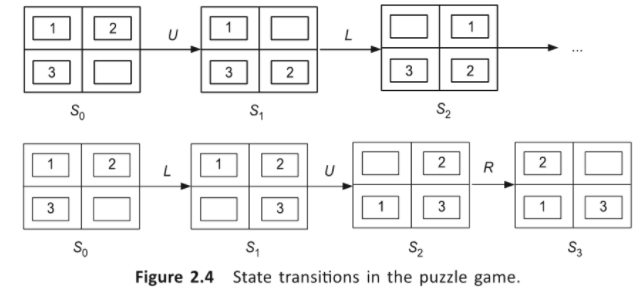 1 2 U 1 L 1 ...
3 3 2 3 2
S0 S1 S2
1 2 L 1 2 U 2 R 2
3 3 1 3 1 3
S0 S1 S2 S3
Figure 2.4 State transitions in the puzzle game.